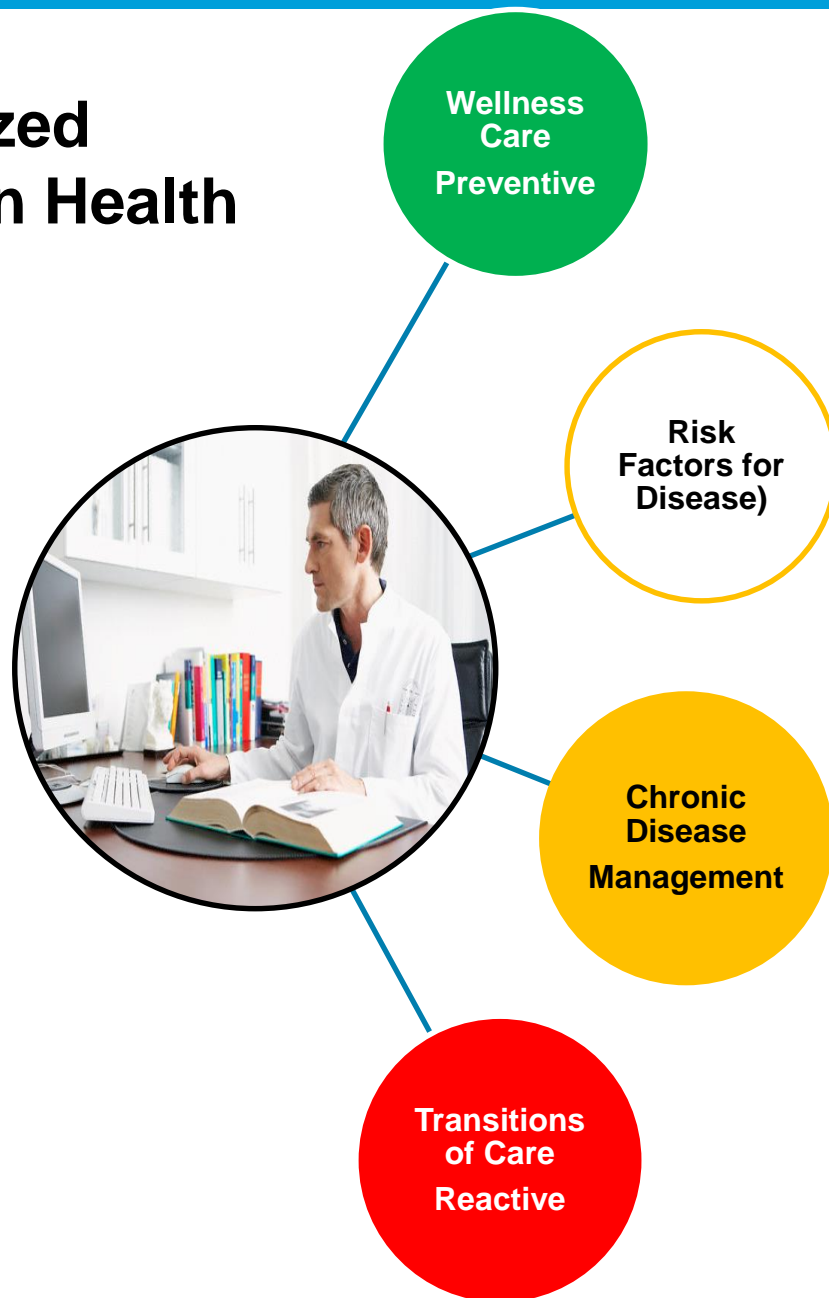 zed
n Health
Wellness
Care
Preventive
Risk
Factors for
Disease)
Chronic
Disease
Management
Transitions
of Care
Reactive